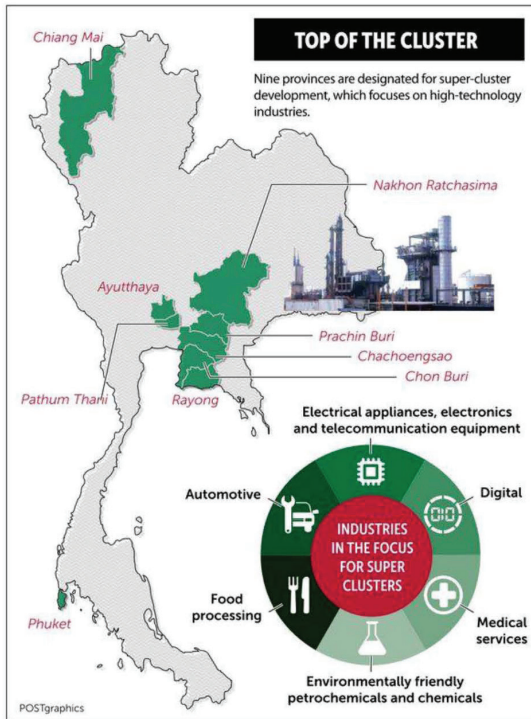 Chiang Mai
TOP OF THE CLUSTER
Nine provinces are designated for super-cluster
development, which focuses on high-technology
industries.
Nakhon Ratchasima
Ayutthaya
Prachin Buri
Chachoengsao
Chon Buri
Pathum Thani
Rayong
Phuket
Electrical appliances, electronics
and telecommunication equipment
Automotive
Digital
010
INDUSTRIES
IN THE FOCUS
FOR SUPER
CLUSTERS
Food
processing
Medical
services
Environmentally friendly
petrochemicals and chemicals
POSTgraphics